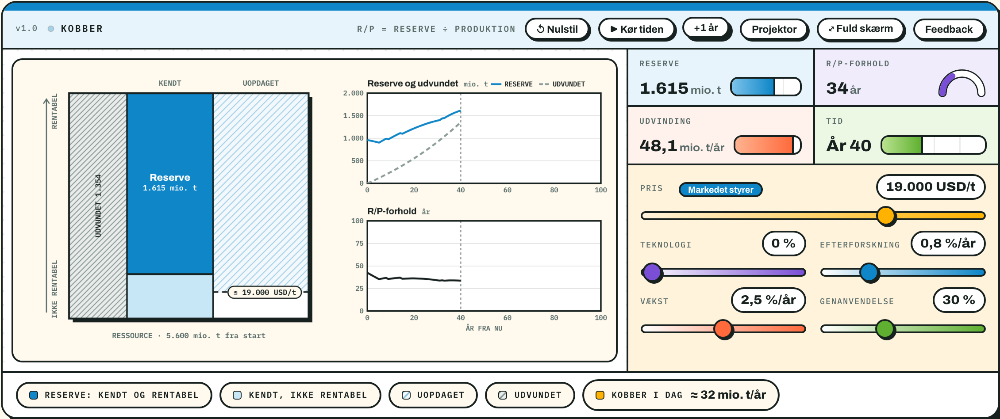 v1.0 KOBBER R/P = RESERVE ÷ PRODUKTION Nulstil Kør tiden +1 år Projektor Fuld skærm Feedback
KENDT UOPDAGET
RENTABEL
IKKE RENTABEL
UDVUNDET 1.354
Reserve
1.615 mio. t
≤ 19.000 USD/t
RESSOURCE · 5.600 mio. t fra start
Reserve og udvundet mio. t RESERVE UDVUNDET
2.000
1.500
1.000
500
0
0 20 40 60 80 100
R/P-forhold år
100
75
50
25
0
0 20 40 60 80 100
ÅR FRA NU
RESERVE
1.615 mio. t
R/P-FORHOLD
34 år
UDVINDING
48,1 mio. t/år
TID
År 40
PRIS Markedet styrer 19.000 USD/t
TEKNOLOGI 0 % EFTERFORSKNING 0,8 %/år
VÆKST 2,5 %/år GENANVENDELSE 30 %
RESERVE: KENDT OG RENTABEL KENDT, IKKE RENTABEL UOPDAGET UDVUNDET KOBBER I DAG ≈ 32 mio. t/år